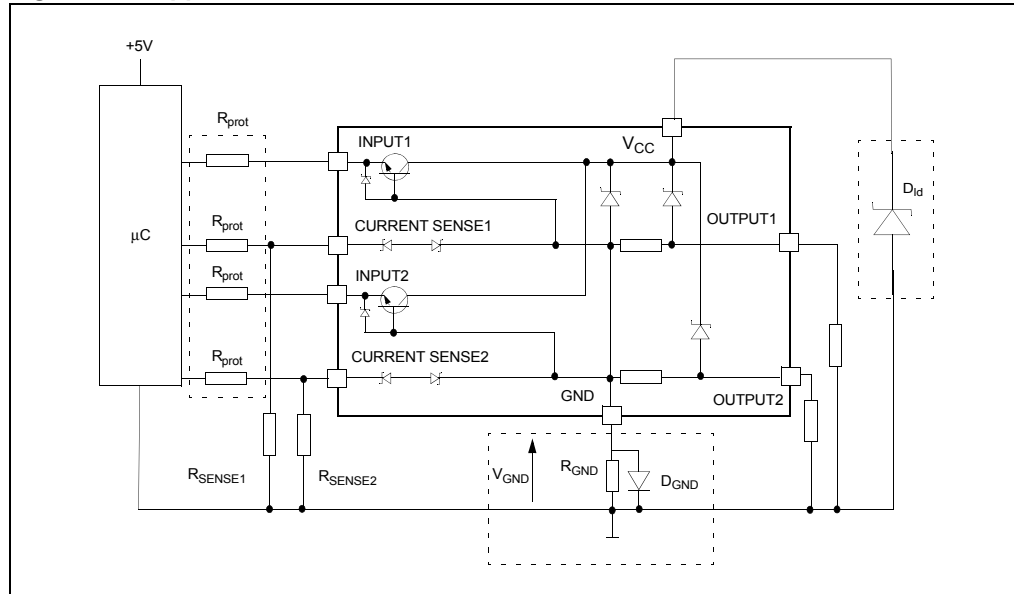 +5V
Rprot
INPUT1
VCC
Dld
Rprot
CURRENT SENSE1
OUTPUT1
μC
Rprot
INPUT2
Rprot
CURRENT SENSE2
GND
OUTPUT2
RSENSE1
RSENSE2
VGND
RGND
DGND